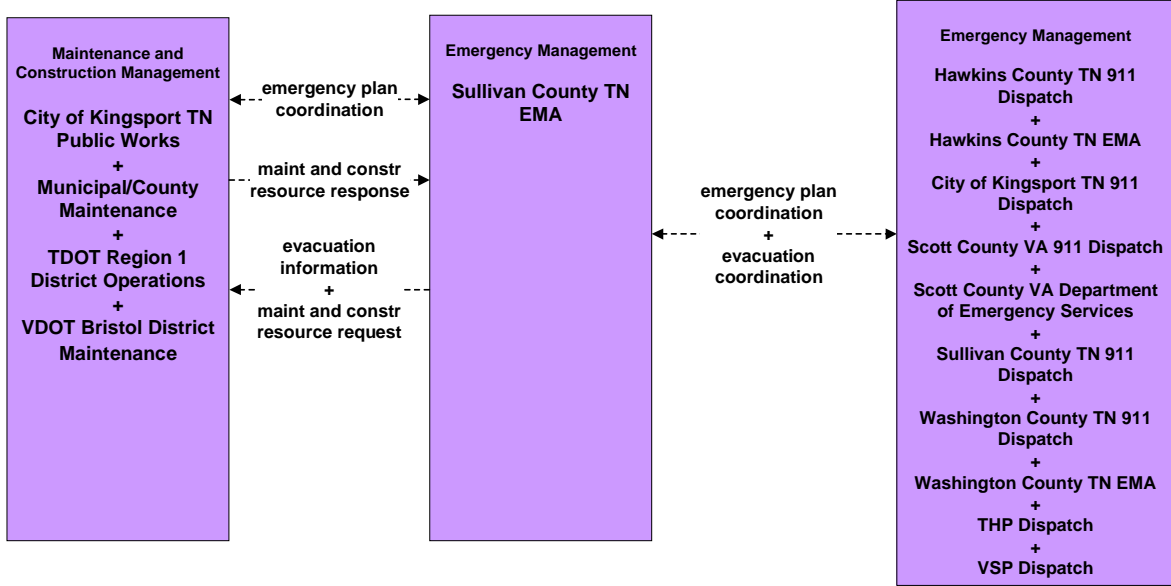 Maintenance and
Construction Management
City of Kingsport TN
Public Works
+
Municipal/County
Maintenance
+
TDOT Region 1
District Operations
+
VDOT Bristol District
Maintenance
emergency plan
coordination
maint and constr
resource response
evacuation
information
+
maint and constr
resource request
Emergency Management
Sullivan County TN
EMA
emergency plan
coordination
+
evacuation
coordination
Emergency Management
Hawkins County TN 911
Dispatch
+
Hawkins County TN EMA
+
City of Kingsport TN 911
Dispatch
+
Scott County VA 911 Dispatch
+
Scott County VA Department
of Emergency Services
+
Sullivan County TN 911
Dispatch
+
Washington County TN 911
Dispatch
+
Washington County TN EMA
+
THP Dispatch
+
VSP Dispatch